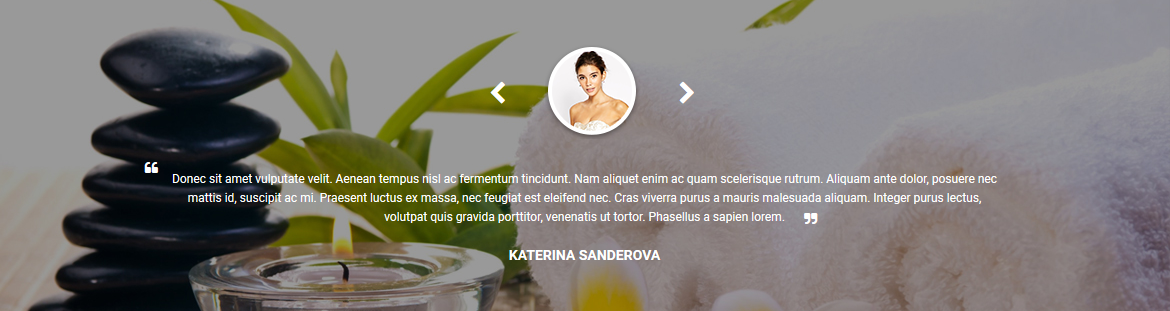 “ Donec sit amet vulputate velit. Aenean tempus nisl ac fermentum tincidunt. Nam aliquet enim ac quam scelerisque rutrum. Aliquam ante dolor, posuere nec
mattis id, suscipit ac mi. Praesent luctus ex massa, nec feugiat est eleifend nec. Cras viverra purus a mauris malesuada aliquam. Integer purus lectus,
volutpat quis gravida porttitor, venenatis ut tortor. Phasellus a sapien lorem. ”
KATERINA SANDEROVA